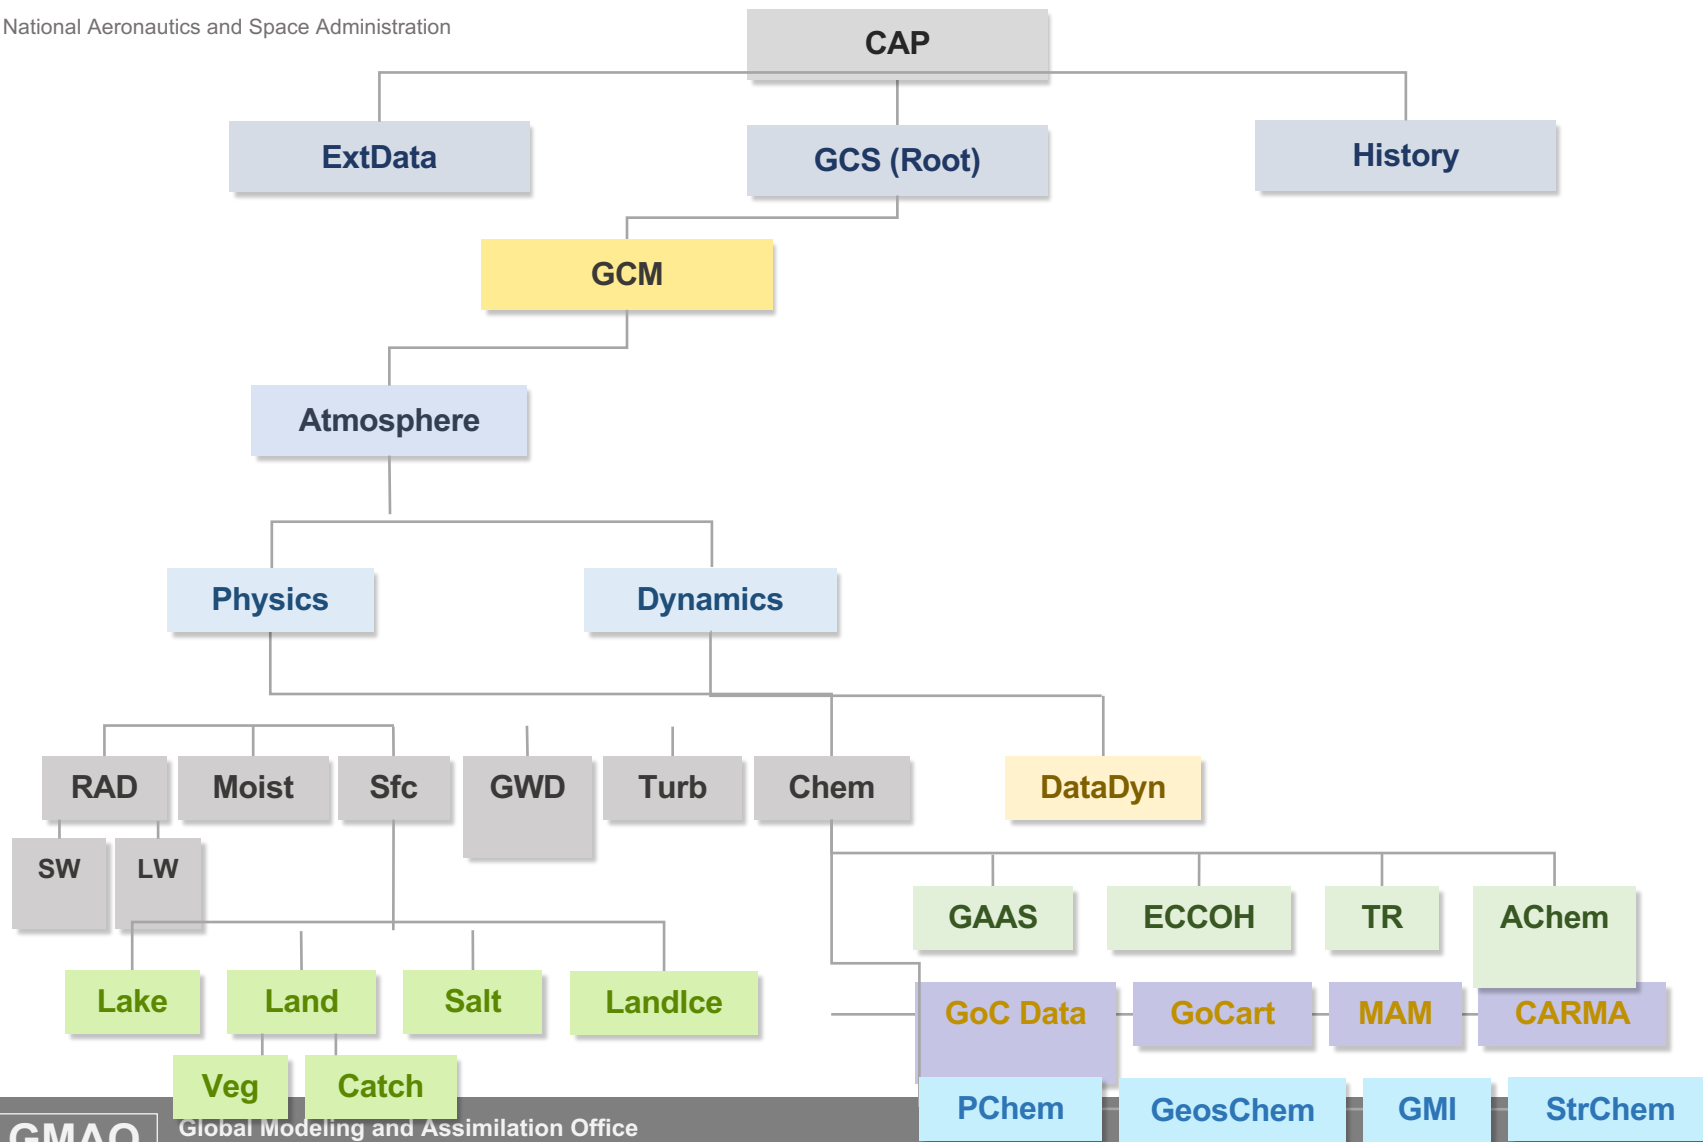 National Aeronautics and Space Administration
CAP
ExtData
GCS (Root)
History
GCM
Atmosphere
Physics
Dynamics
RAD
Moist
Sfc
GWD
Turb
Chem
DataDyn
SW
LW
GAAS
ECCOH
TR
AChem
Lake
Land
Salt
LandIce
GoC Data
GoCart
MAM
CARMA
Veg
Catch
PChem
GeosChem
GMI
StrChem
GMAO
Global Modeling and Assimilation Office